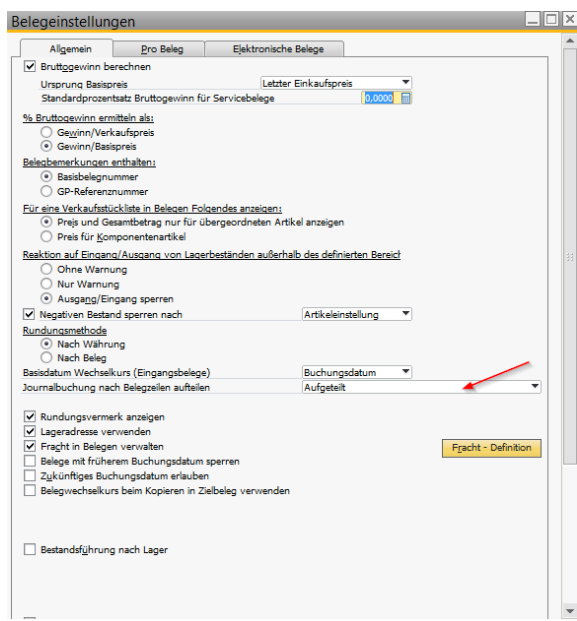 Belegeinstellungen
Allgemein Pro Beleg Elektronische Belege
Bruttogewinn berechnen
Ursprung Basispreis Letzter Einkaufspreis
Standardprozentsatz Bruttogewinn für Servicebelege 0,0000
% Bruttogewinn ermitteln als:
Gewinn/Verkaufspreis
Gewinn/Basispreis
Belegbemerkungen enthalten:
Basisbelegnummer
GP-Referenznummer
Für eine Verkaufsstückliste in Belegen Folgendes anzeigen:
Preis und Gesamtbetrag nur für übergeordneten Artikel anzeigen
Preis für Komponentenartikel
Reaktion auf Eingang/Ausgang von Lagerbeständen außerhalb des definierten Bereich
Ohne Warnung
Nur Warnung
Ausgang/Eingang sperren
Negativen Bestand sperren nach Artikeleinstellung
Rundungsmethode
Nach Währung
Nach Beleg
Basisdatum Wechselkurs (Eingangsbelege) Buchungsdatum
Journalbuchung nach Belegzeilen aufteilen Aufgeteilt
Rundungsvermerk anzeigen
Lageradresse verwenden
Fracht in Belegen verwalten Fracht - Definition
Belege mit früherem Buchungsdatum sperren
Zukünftiges Buchungsdatum erlauben
Belegwechselkurs beim Kopieren in Zielbeleg verwenden
Bestandsführung nach Lager